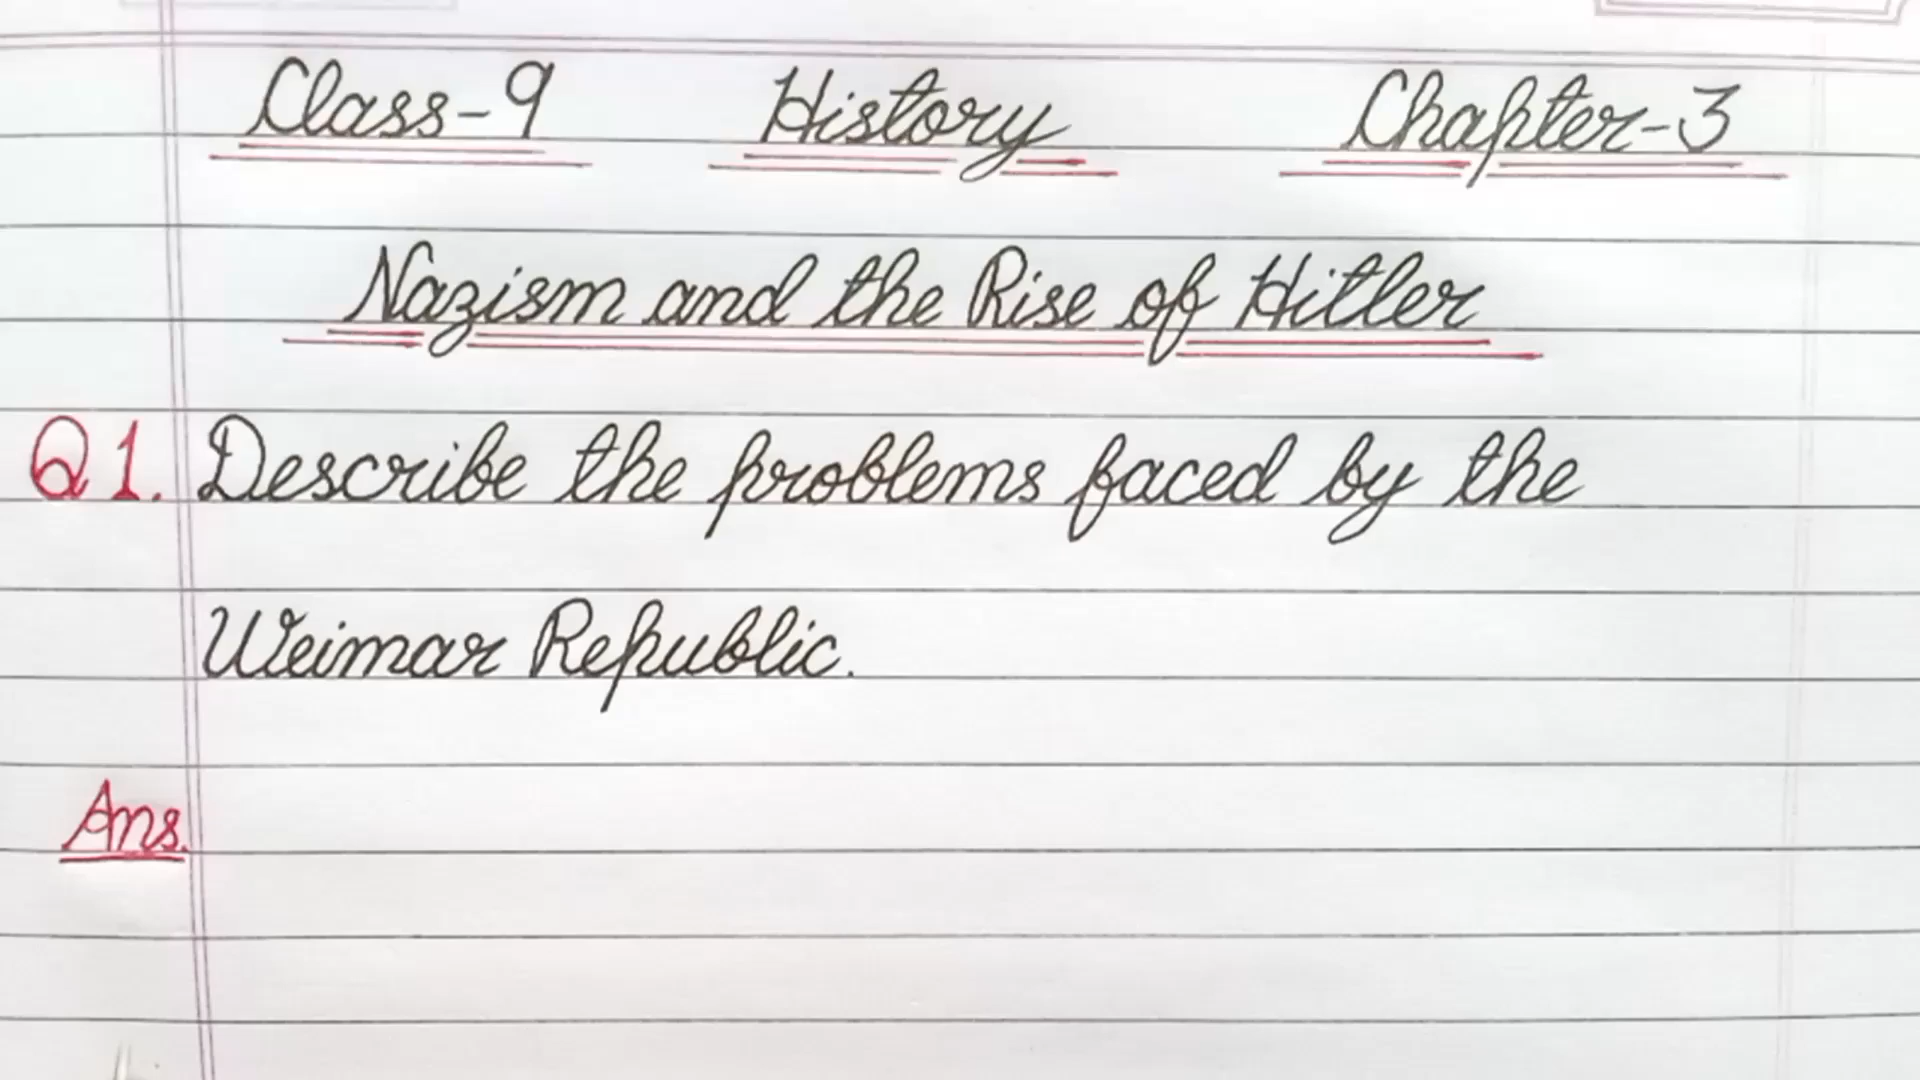 Class-9 History Chapter-3
Nazism and the Rise of Hitler
Q1. Describe the problems faced by the
Weimar Republic.
Ans.